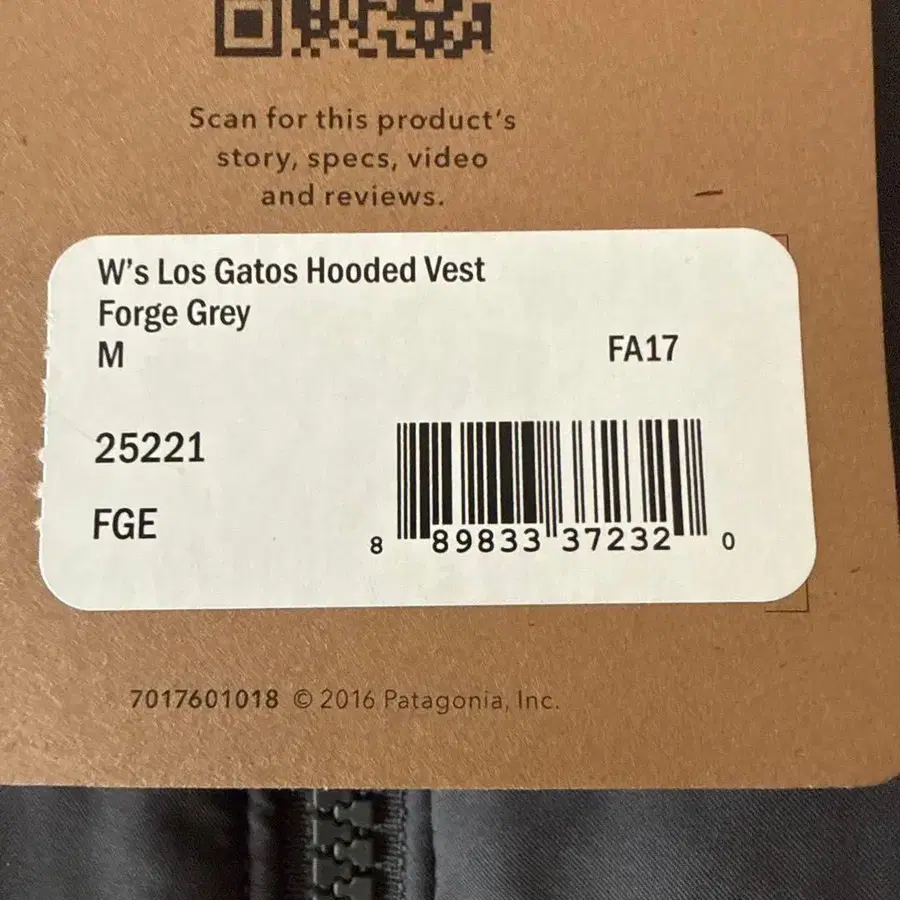 Scan for this product's
story, specs, video
and reviews.
W's Los Gatos Hooded Vest
Forge Grey
M FA17
25221
FGE
8 89833 37232 0
7017601018 © 2016 Patagonia, Inc.